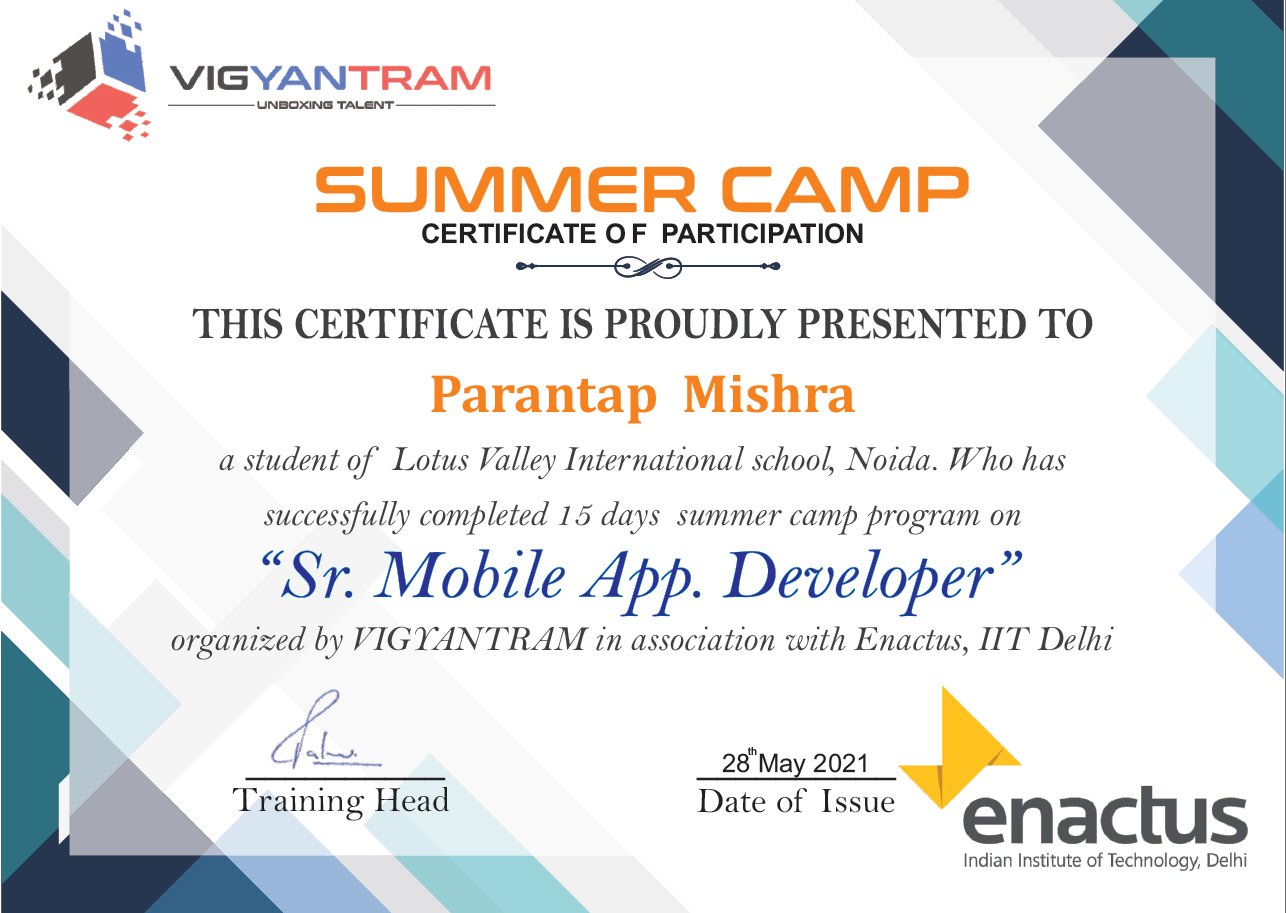 VIGYANTRAM
UNBOXING TALENT
SUMMER CAMP
CERTIFICATE OF PARTICIPATION
THIS CERTIFICATE IS PROUDLY PRESENTED TO
Parantap Mishra
a student of Lotus Valley International school, Noida. Who has
successfully completed 15 days summer camp program on
“Sr. Mobile App. Developer”
organized by VIGYANTRAM in association with Enactus, IIT Delhi
28th May 2021
Training Head
Date of Issue
enactus
Indian Institute of Technology, Delhi